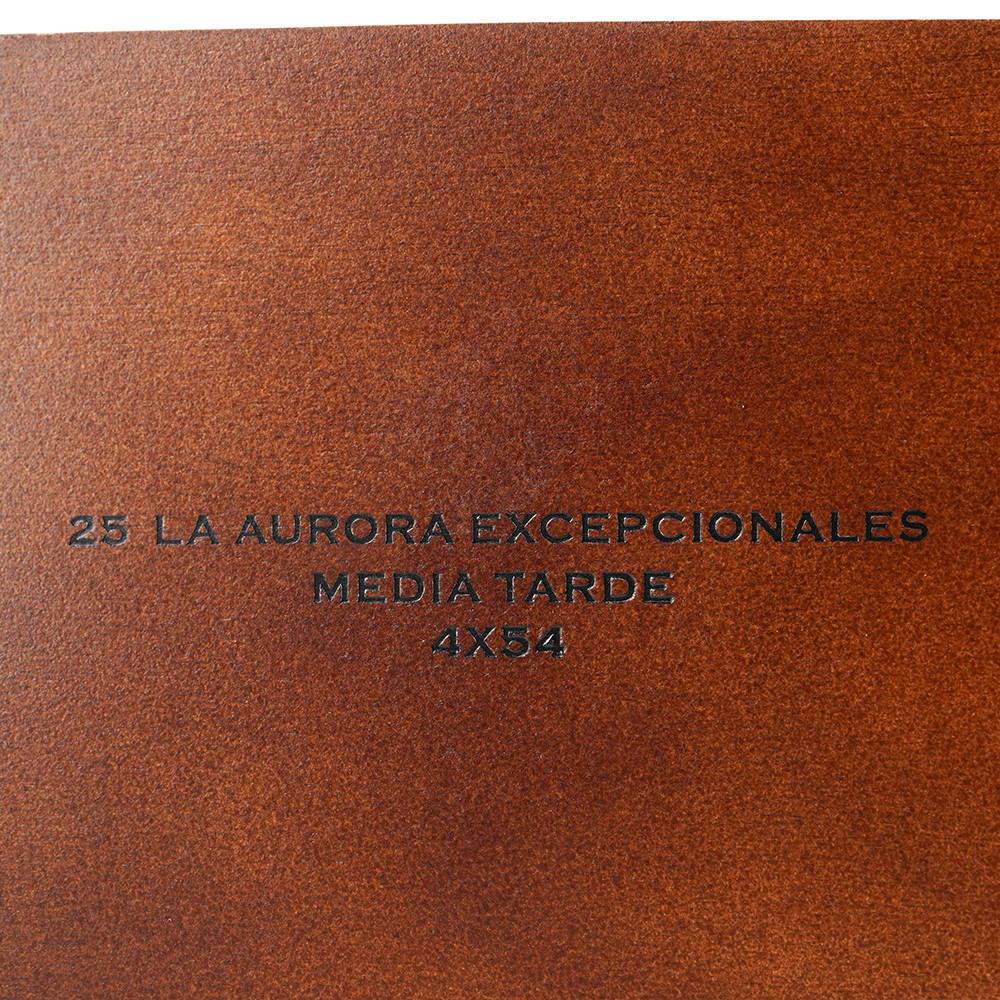 25 LA AURORA EXCEPCIONALES
MEDIA TARDE
4X54